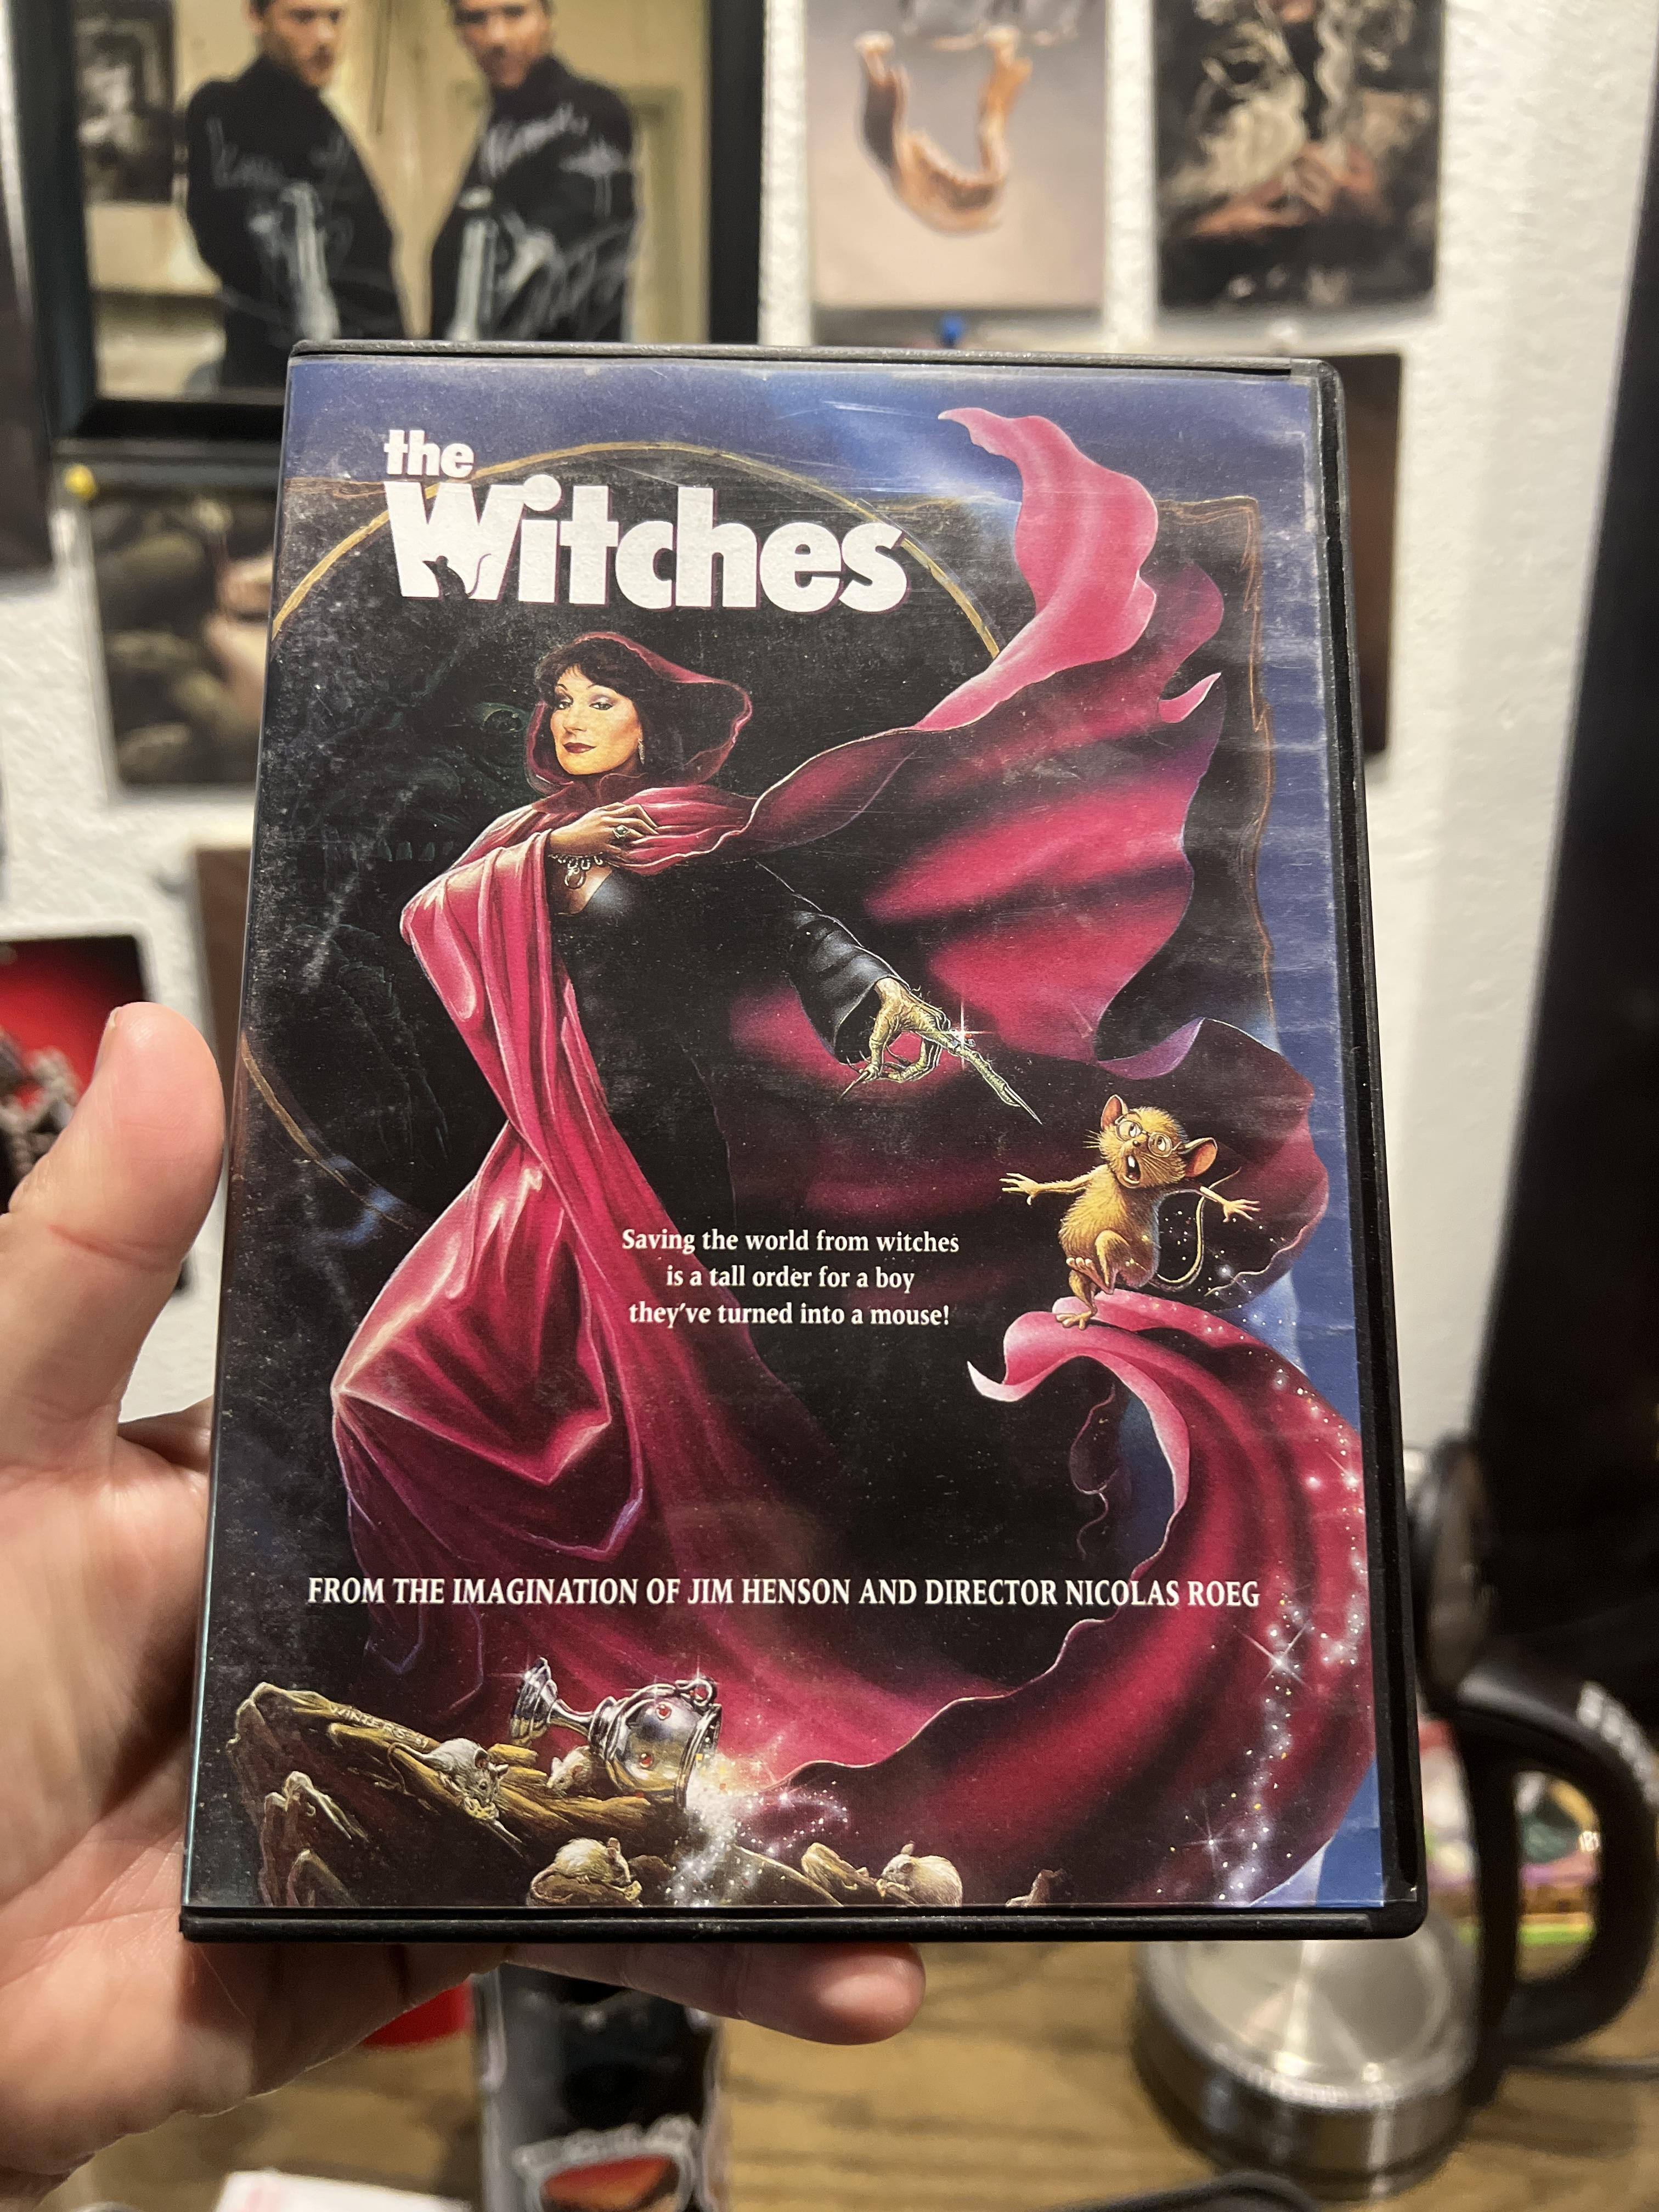 the
Witches
Saving the world from witches
is a tall order for a boy
they've turned into a mouse!
FROM THE IMAGINATION OF JIM HENSON AND DIRECTOR NICOLAS ROEG
WINTERS